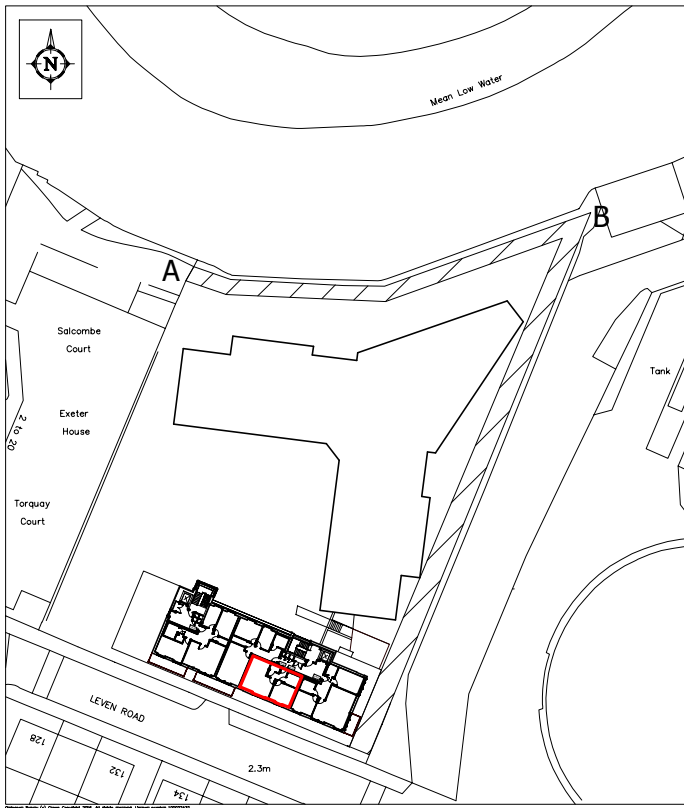 N
Mean Low Water
B
A
Salcombe
Court
Tank
Exeter
House
2 to 20
Torquay
Court
LEVEN ROAD
128
132
134
2.3m